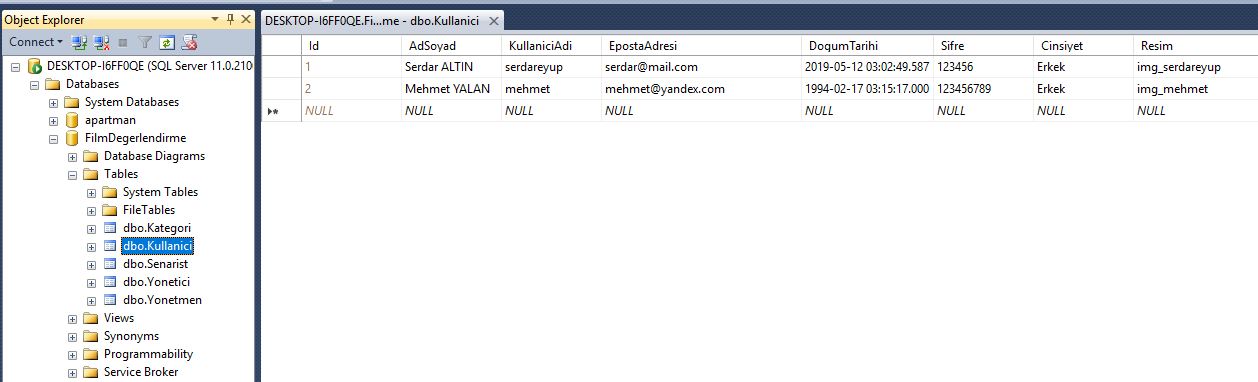 Object Explorer
Connect
DESKTOP-I6FF0QE (SQL Server 11.0.210
Databases
System Databases
apartman
FilmDegerlendirme
Database Diagrams
Tables
System Tables
FileTables
dbo.Kategori
dbo.Kullanici
dbo.Senarist
dbo.Yonetici
dbo.Yonetmen
Views
Synonyms
Programmability
Service Broker
DESKTOP-I6FF0QE.Fi...me - dbo.Kullanici
Id AdSoyad KullaniciAdi EpostaAdresi DogumTarihi Sifre Cinsiyet Resim
1 Serdar ALTIN serdareyup serdar@mail.com 2019-05-12 03:02:49.587 123456 Erkek img_serdareyup
2 Mehmet YALAN mehmet mehmet@yandex.com 1994-02-17 03:15:17.000 123456789 Erkek img_mehmet
NULL NULL NULL NULL NULL NULL NULL NULL